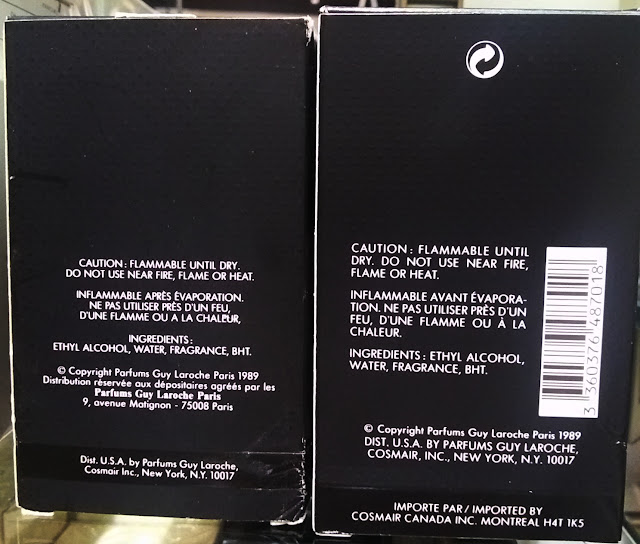 CAUTION : FLAMMABLE UNTIL DRY.
DO NOT USE NEAR FIRE, FLAME OR HEAT.
INFLAMMABLE APRÈS ÉVAPORATION.
NE PAS UTILISER PRÈS D'UN FEU,
D'UNE FLAMME OU A LA CHALEUR,
INGREDIENTS :
ETHYL ALCOHOL, WATER, FRAGRANCE, BHT.
© Copyright Parfums Guy Laroche Paris 1989
Distribution réservée aux dépositaires agréés par les
Parfums Guy Laroche Paris
9, avenue Matignon - 75008 Paris
Dist. U.S.A. by Parfums Guy Laroche,
Cosmair Inc., New York, N.Y. 10017
CAUTION : FLAMMABLE UNTIL
DRY. DO NOT USE NEAR FIRE,
FLAME OR HEAT.
INFLAMMABLE AVANT ÉVAPORA-
TION. NE PAS UTILISER PRÈS D'UN
FEU, D'UNE FLAMME OU À LA
CHALEUR.
INGREDIENTS : ETHYL ALCOHOL,
WATER, FRAGRANCE, BHT.
3 360376 487018
© Copyright Parfums Guy Laroche Paris 1989
DIST. U.S.A. BY PARFUMS GUY LAROCHE,
COSMAIR, INC., NEW YORK, N.Y. 10017
IMPORTE PAR / IMPORTED BY
COSMAIR CANADA INC. MONTREAL H4T 1K5